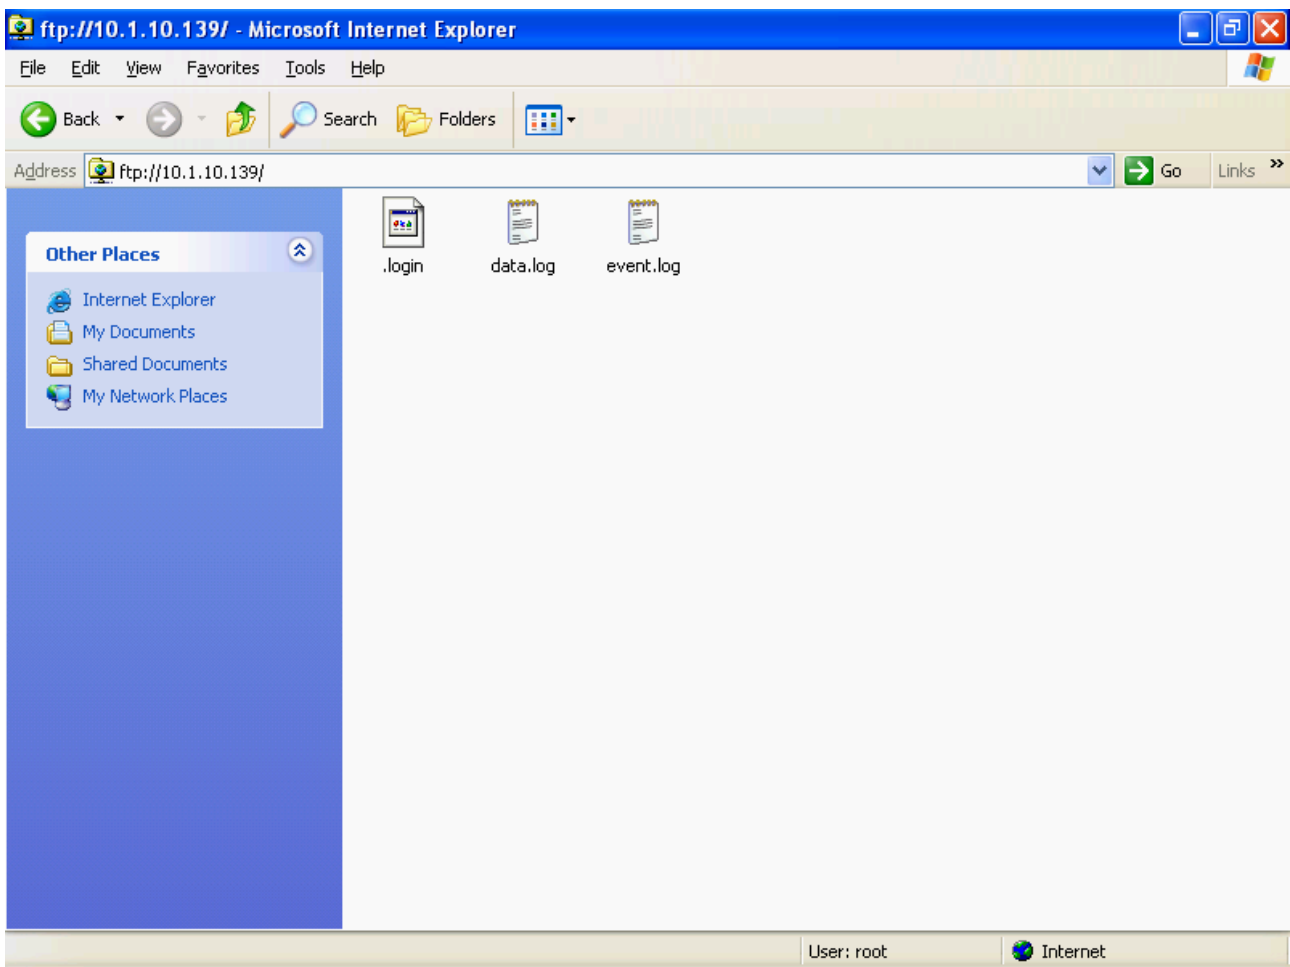 ftp://10.1.10.139/ - Microsoft Internet Explorer
File Edit View Favorites Tools Help
Back Search Folders
Address ftp://10.1.10.139/ Go Links »
Other Places
Internet Explorer
My Documents
Shared Documents
My Network Places
.login data.log event.log
User: root Internet